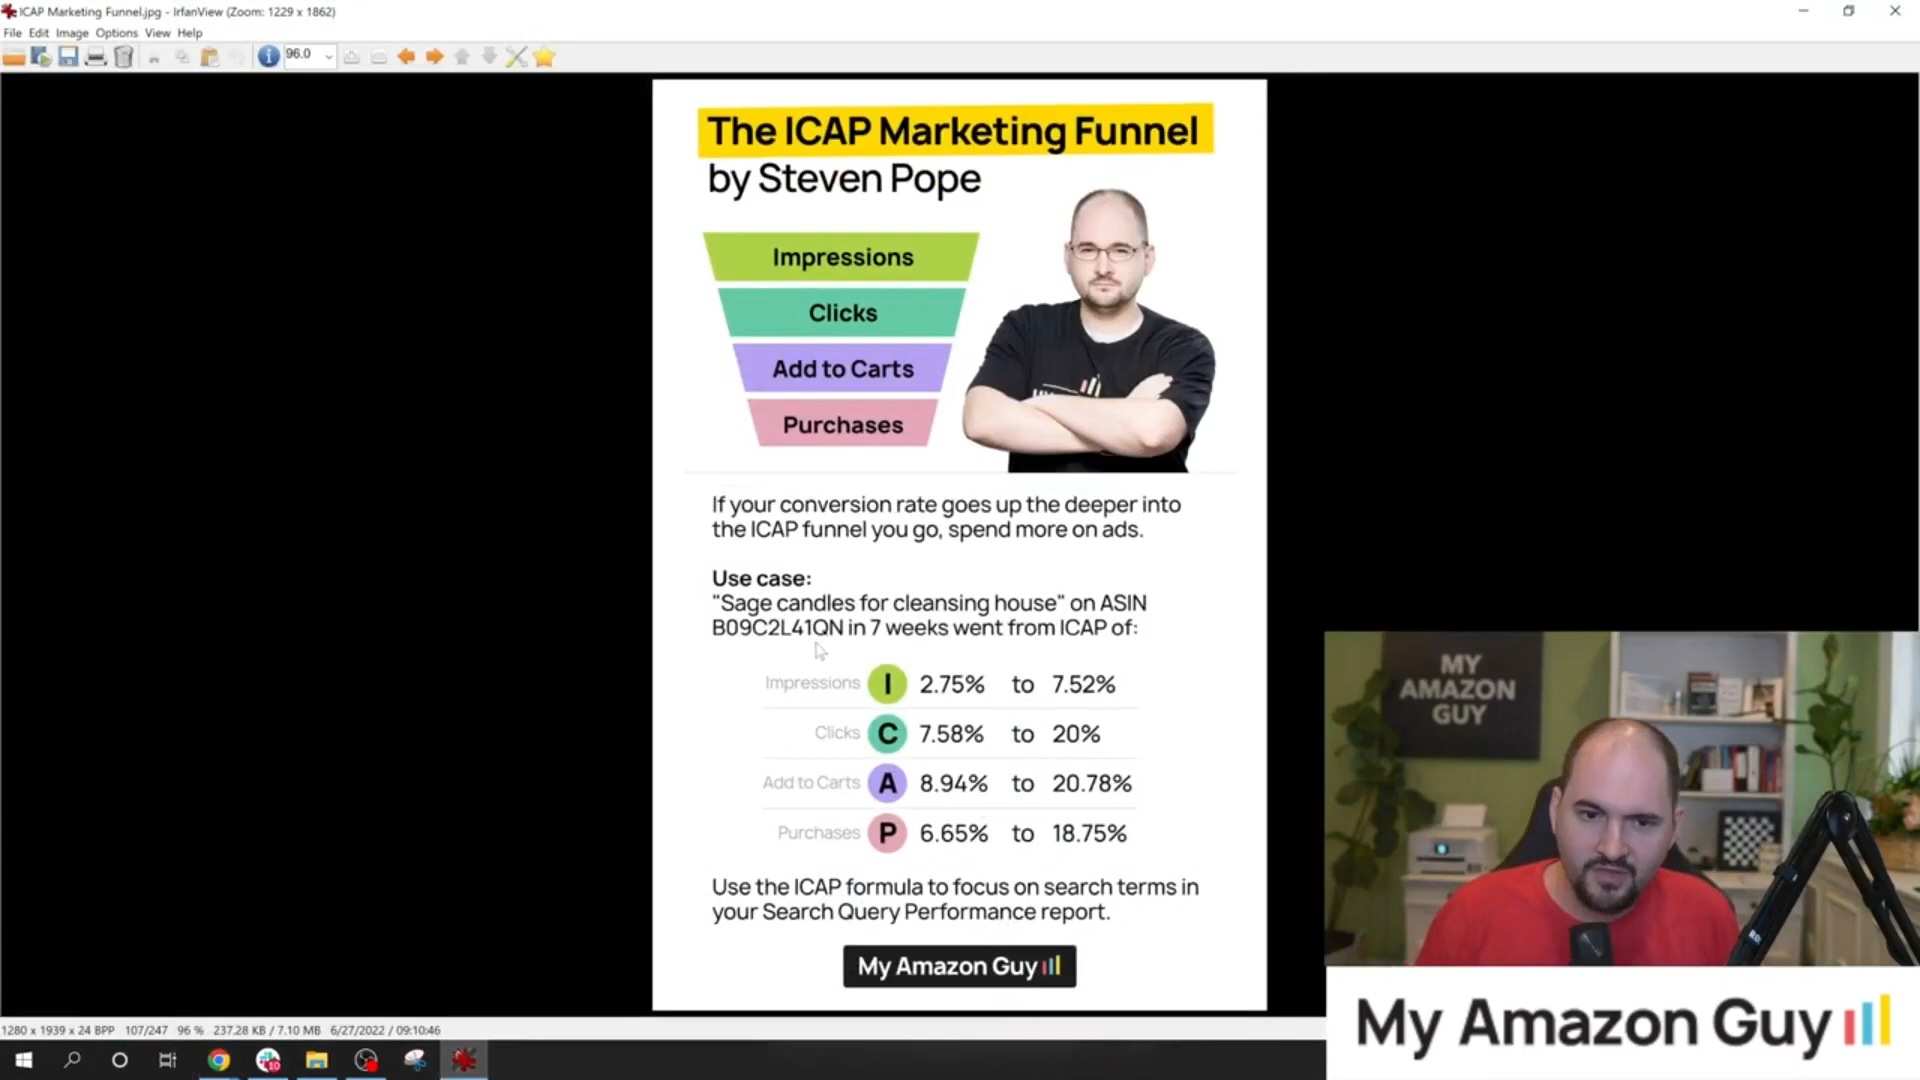 ICAP Marketing Funnel.jpg - IrfanView (Zoom: 1229 x 1862)
File Edit Image Options View Help
96.0
The ICAP Marketing Funnel
by Steven Pope
Impressions
Clicks
Add to Carts
Purchases
If your conversion rate goes up the deeper into
the ICAP funnel you go, spend more on ads.
Use case:
"Sage candles for cleansing house" on ASIN
B09C2L41QN in 7 weeks went from ICAP of:
Impressions I 2.75% to 7.52%
Clicks C 7.58% to 20%
Add to Carts A 8.94% to 20.78%
Purchases P 6.65% to 18.75%
Use the ICAP formula to focus on search terms in
your Search Query Performance report.
My Amazon Guy
MY
AMAZON
GUY
My Amazon Guy
1280 x 1939 x 24 BPP 107/247 96 % 237.28 KB / 7.10 MB 6/27/2022 / 09:10:46
10